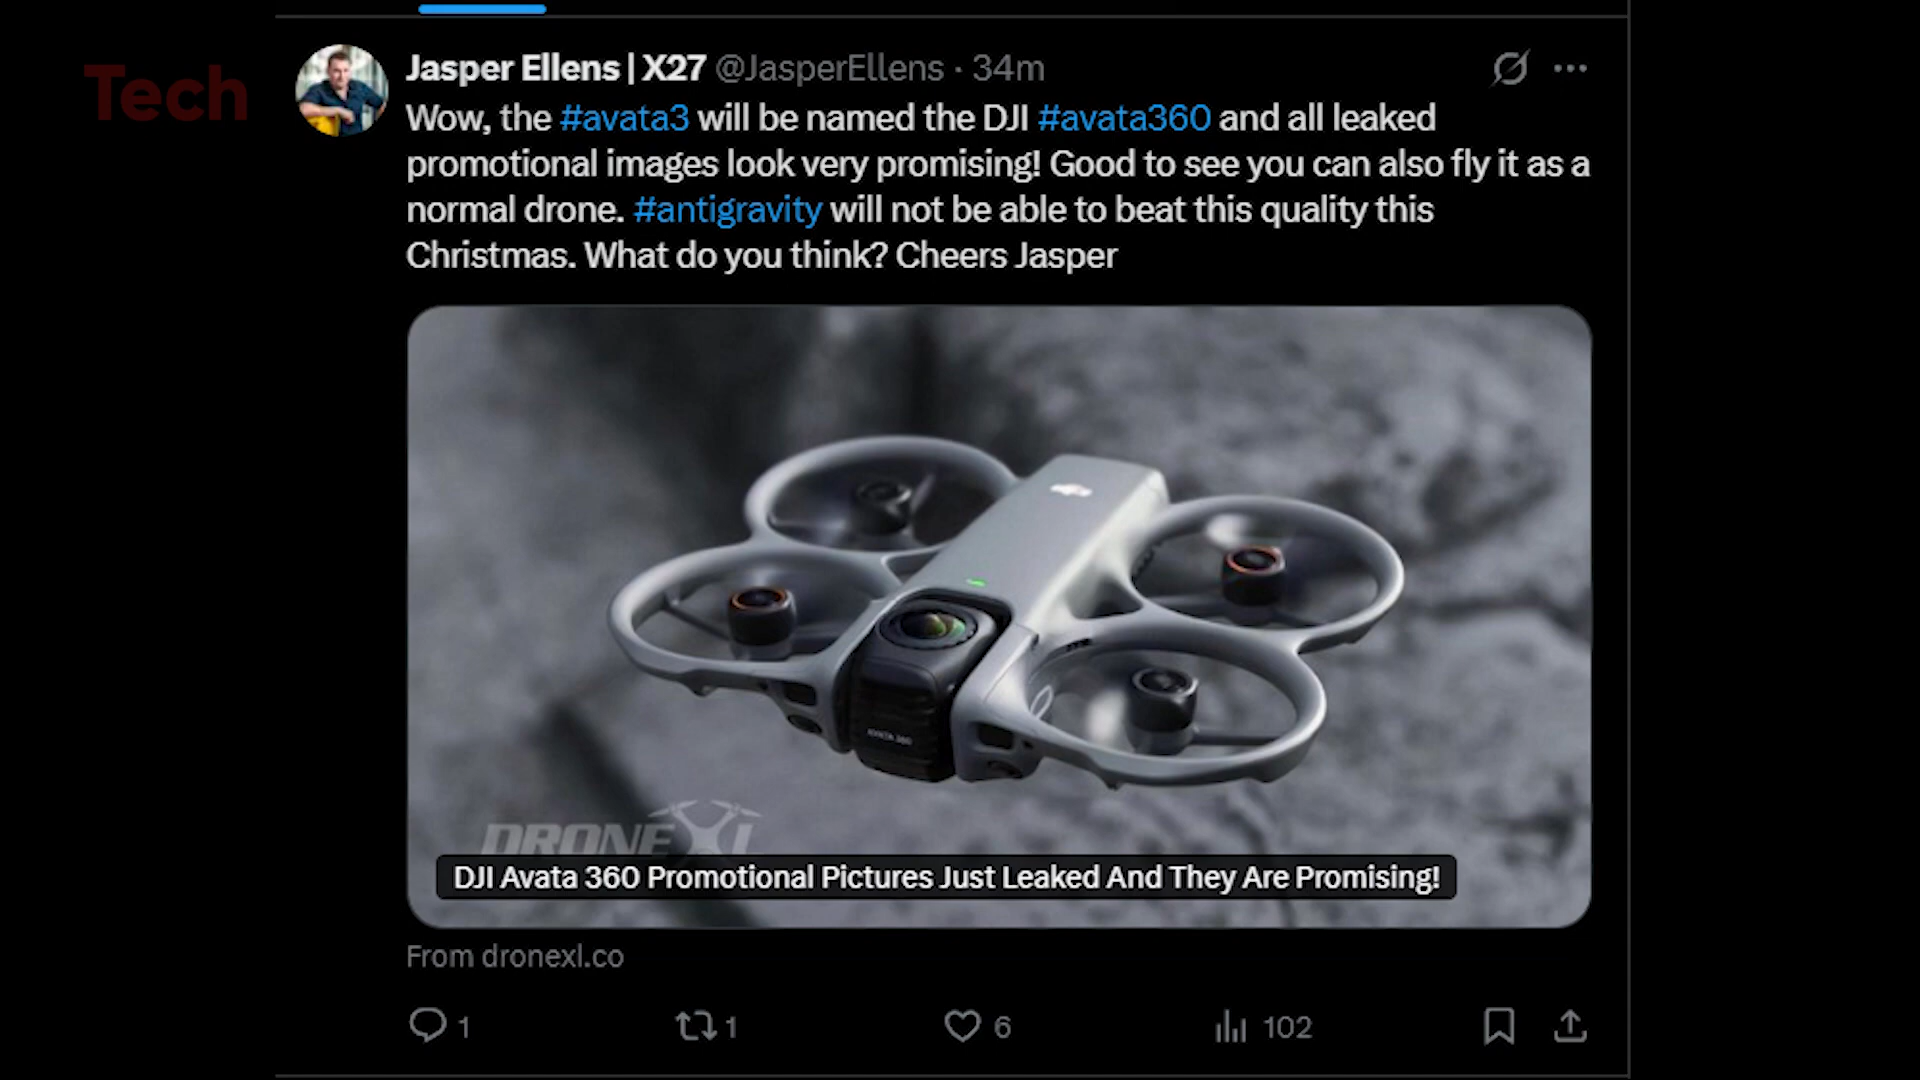 Tech
Jasper Ellens | X27 @JasperEllens · 34m
Wow, the #avata3 will be named the DJI #avata360 and all leaked
promotional images look very promising! Good to see you can also fly it as a
normal drone. #antigravity will not be able to beat this quality this
Christmas. What do you think? Cheers Jasper
AVATA 360
DRONEXL
DJI Avata 360 Promotional Pictures Just Leaked And They Are Promising!
From dronexl.co
1 1 6 102